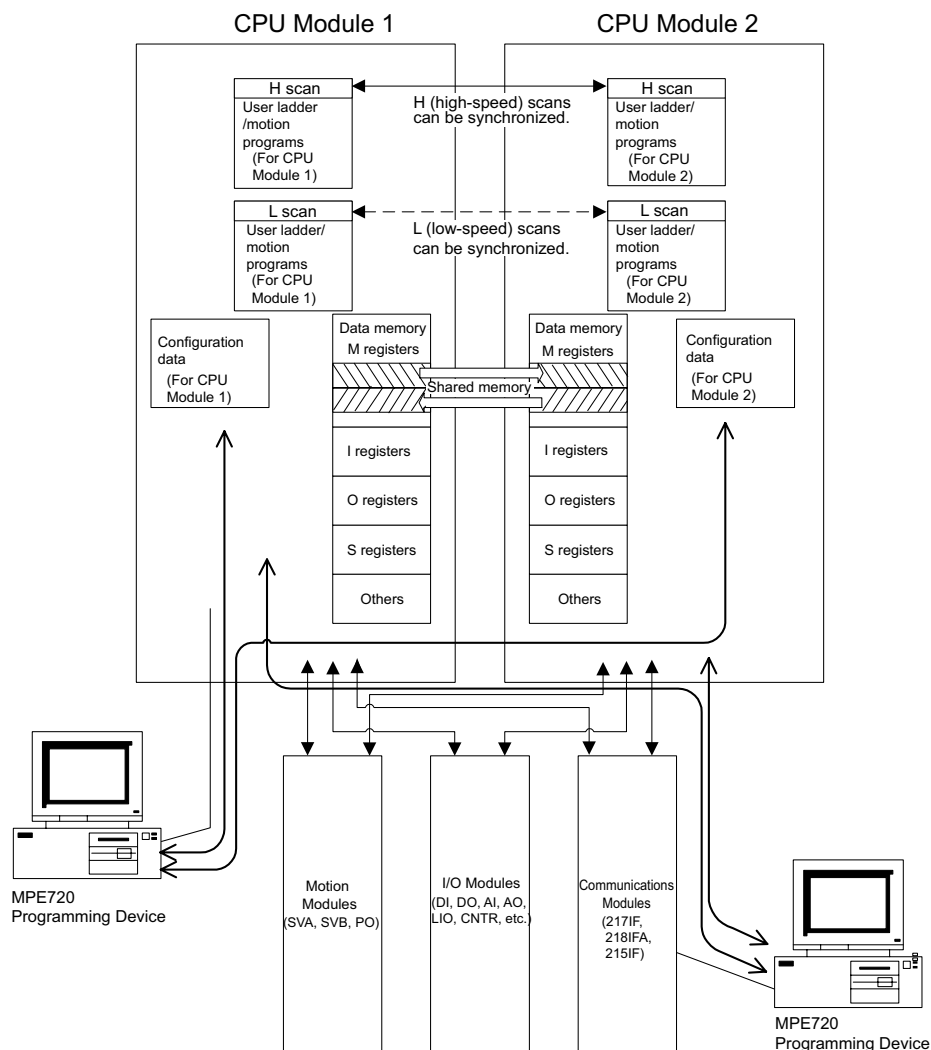 CPU Module 1
CPU Module 2
H scan
User ladder
/motion
programs
(For CPU
Module 1)
H (high-speed) scans
can be synchronized.
H scan
User ladder/
motion
programs
(For CPU
Module 2)
L scan
User ladder/
motion
programs
(For CPU
Module 1)
L (low-speed) scans
can be synchronized.
L scan
User ladder/
motion
programs
(For CPU
Module 2)
Configuration
data
(For CPU
Module 1)
Data memory
M registers
Shared memory
I registers
O registers
S registers
Others
Data memory
M registers
I registers
O registers
S registers
Others
Configuration
data
(For CPU
Module 2)
MPE720
Programming Device
Motion
Modules
(SVA, SVB, PO)
I/O Modules
(DI, DO, AI, AO,
LIO, CNTR, etc.)
Communications
Modules
(217IF,
218IFA,
215IF)
MPE720
Programming Device